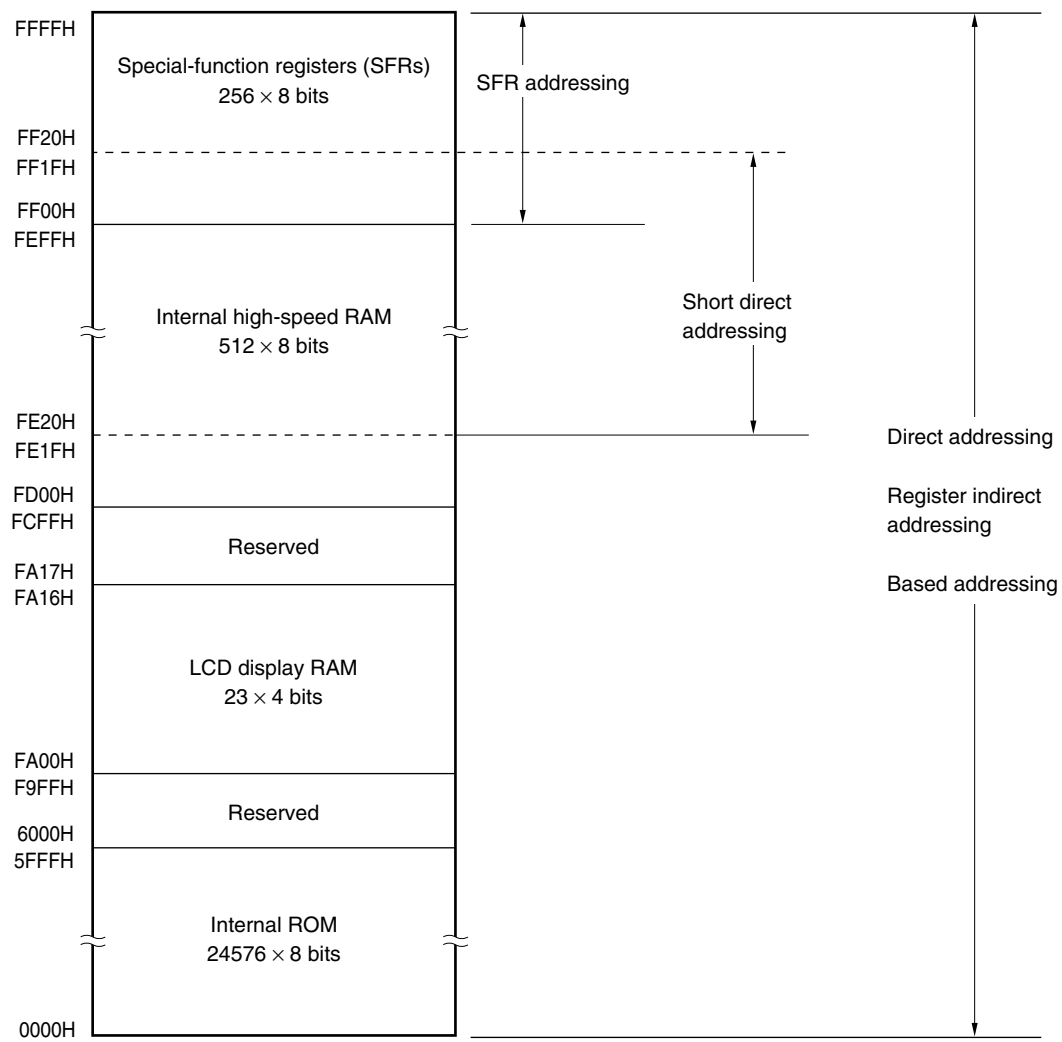 FFFFH
Special-function registers (SFRs)
256 × 8 bits
SFR addressing
FF20H
FF1FH
FF00H
FEFFH
Internal high-speed RAM
512 × 8 bits
Short direct
addressing
FE20H
FE1FH
Direct addressing
Register indirect
addressing
Based addressing
FD00H
FCFFH
Reserved
FA17H
FA16H
LCD display RAM
23 × 4 bits
FA00H
F9FFH
Reserved
6000H
5FFFH
Internal ROM
24576 × 8 bits
0000H